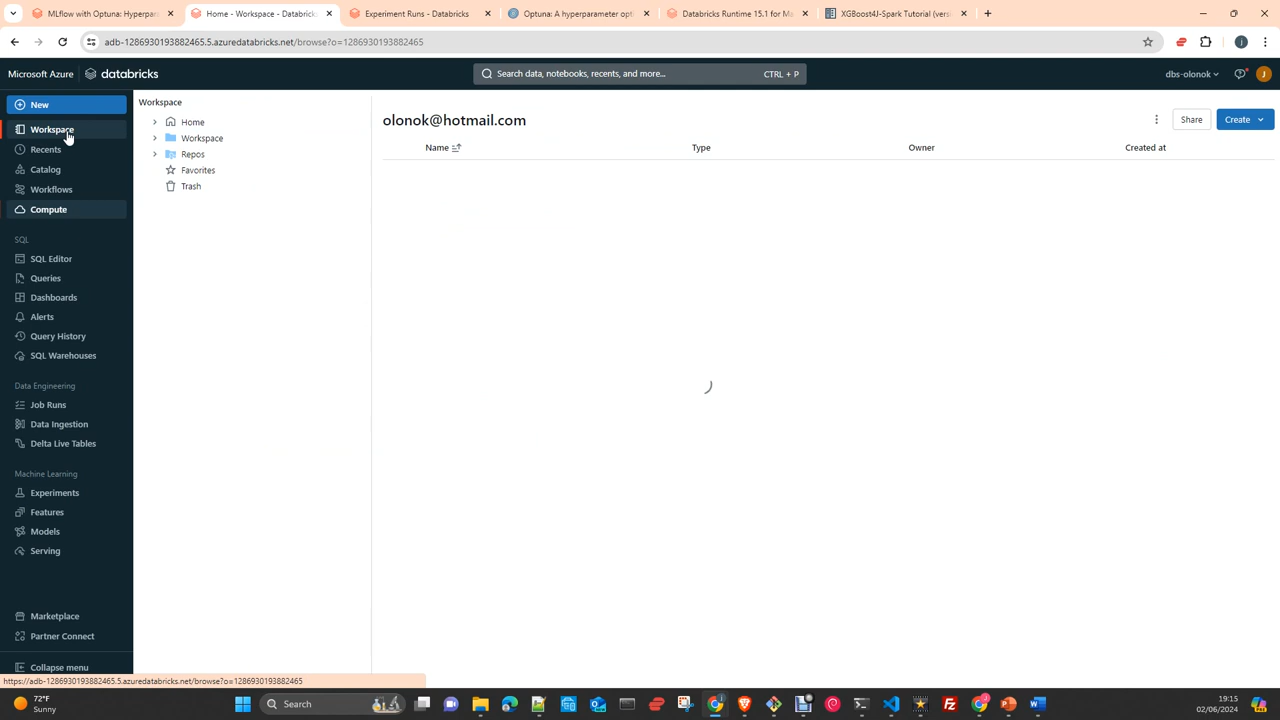 MLflow with Optuna: Hyperpar
Home - Workspace - Databrick
Experiment Runs - Databricks
Optuna: A hyperparameter opti
Databricks Runtime 15.1 for Ma
XGBoost4J-Spark Tutorial (versi
adb-1286930193882465.5.azuredatabricks.net/browse?o=1286930193882465
Microsoft Azure
databricks
Search data, notebooks, recents, and more...
CTRL + P
dbs-olonok
J
New
Workspace
Recents
Catalog
Workflows
Compute
SQL
SQL Editor
Queries
Dashboards
Alerts
Query History
SQL Warehouses
Data Engineering
Job Runs
Data Ingestion
Delta Live Tables
Machine Learning
Experiments
Features
Models
Serving
Marketplace
Partner Connect
Collapse menu
Workspace
Home
Workspace
Repos
Favorites
Trash
olonok@hotmail.com
Share
Create
Name
Type
Owner
Created at
https://adb-1286930193882465.5.azuredatabricks.net/browse?o=1286930193882465
72°F
Sunny
Search
19:15
02/06/2024